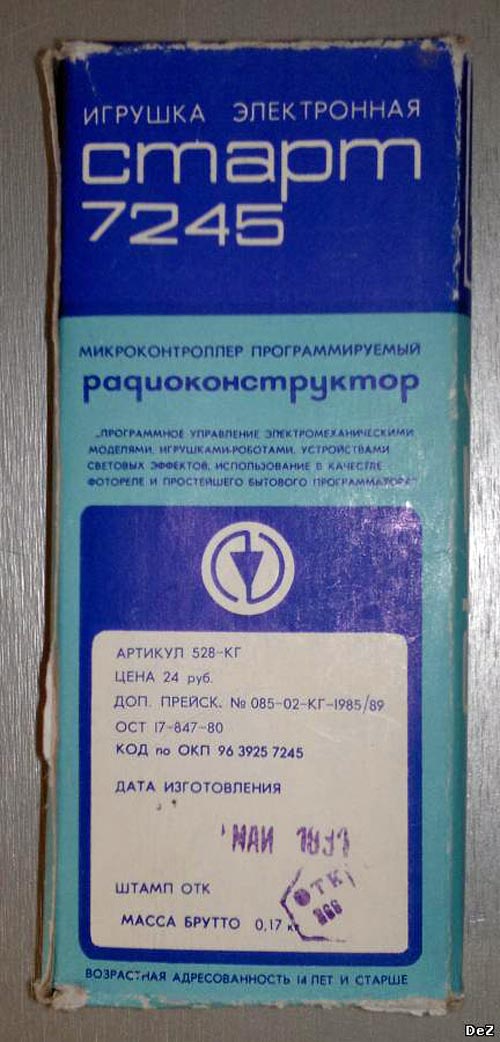 ИГРУШКА ЭЛЕКТРОННАЯ
старт
7245
МИКРОКОНТРОЛЛЕР ПРОГРАММИРУЕМЫЙ
радиоконструктор
„ПРОГРАММНОЕ УПРАВЛЕНИЕ ЭЛЕКТРОМЕХАНИЧЕСКИМИ
МОДЕЛЯМИ, ИГРУШКАМИ-РОБОТАМИ, УСТРОЙСТВАМИ
СВЕТОВЫХ ЭФФЕКТОВ, ИСПОЛЬЗОВАНИЕ В КАЧЕСТВЕ
ФОТОРЕЛЕ И ПРОСТЕЙШЕГО БЫТОВОГО ПРОГРАММАТОРА"
АРТИКУЛ 528-КГ
ЦЕНА 24 руб.
ДОП. ПРЕЙСК. № 085-02-КГ-1985/89
ОСТ 17-847-80
КОД по ОКП 96 3925 7245
ДАТА ИЗГОТОВЛЕНИЯ
ШТАМП ОТК
ОТК
МАССА БРУТТО 0,17 кг
ВОЗРАСТНАЯ АДРЕСОВАННОСТЬ 14 ЛЕТ И СТАРШЕ
DeZ